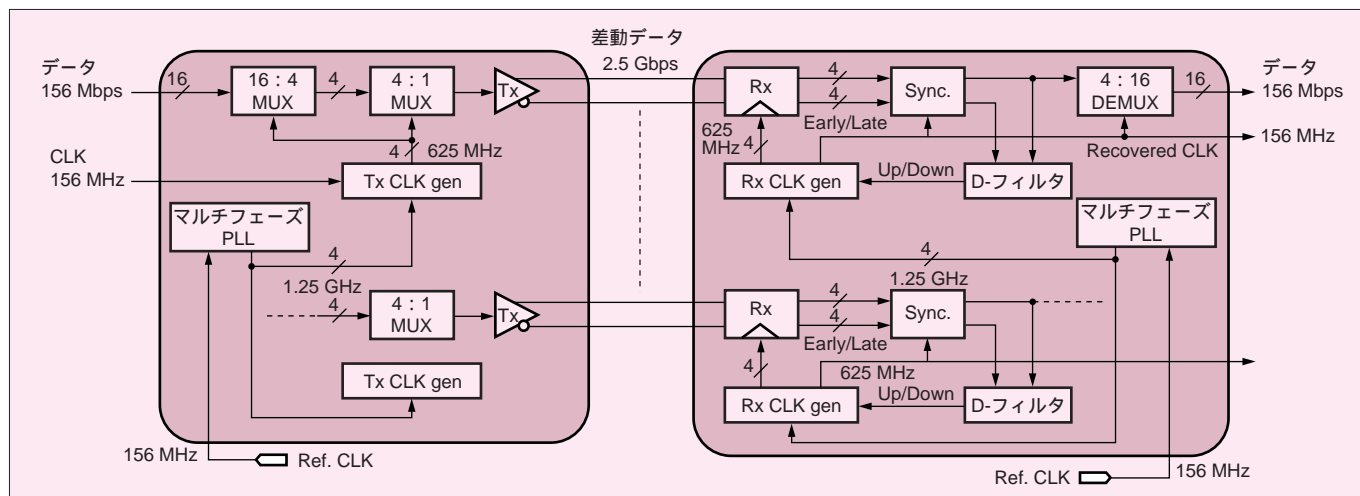 データ
156 Mbps
16
16：4
MUX
4
4：1
MUX
Tx
4
625 MHz
CLK
156 MHz
Tx CLK gen
マルチフェーズ
PLL
4
1.25 GHz
4
4：1
MUX
Tx
Tx CLK gen
156 MHz
Ref. CLK
差動データ
2.5 Gbps
Rx
4
4
Early/Late
Sync.
4：16
DEMUX
16
データ
156 Mbps
625
MHz
4
156 MHz
Recovered CLK
Rx CLK gen
Up/Down
D-フィルタ
マルチフェーズ
PLL
4
1.25 GHz
Rx
4
4
Early/Late
Sync.
4
625 MHz
Rx CLK gen
Up/Down
D-フィルタ
Ref. CLK
156 MHz